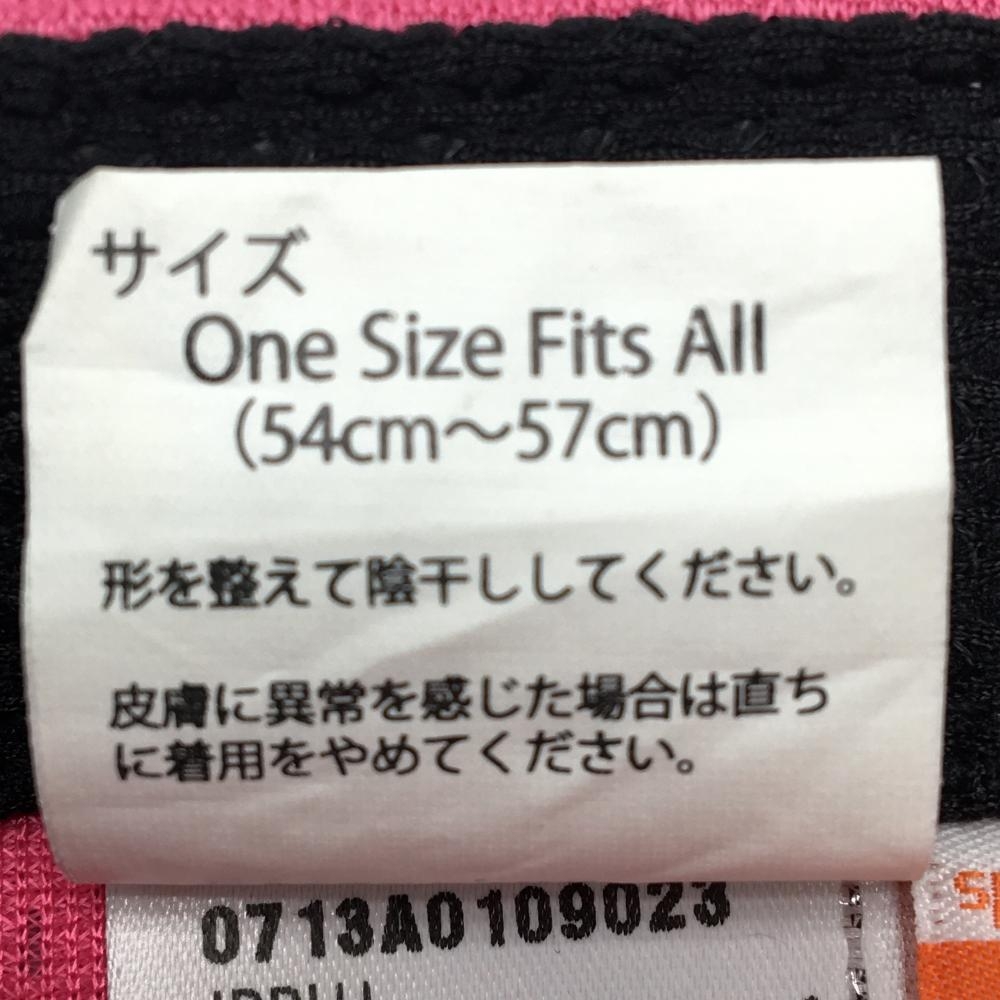 サイズ
One Size Fits All
(54cm～57cm)
形を整えて陰干ししてください。
皮膚に異常を感じた場合は直ち
に着用をやめてください。
0713A0109023